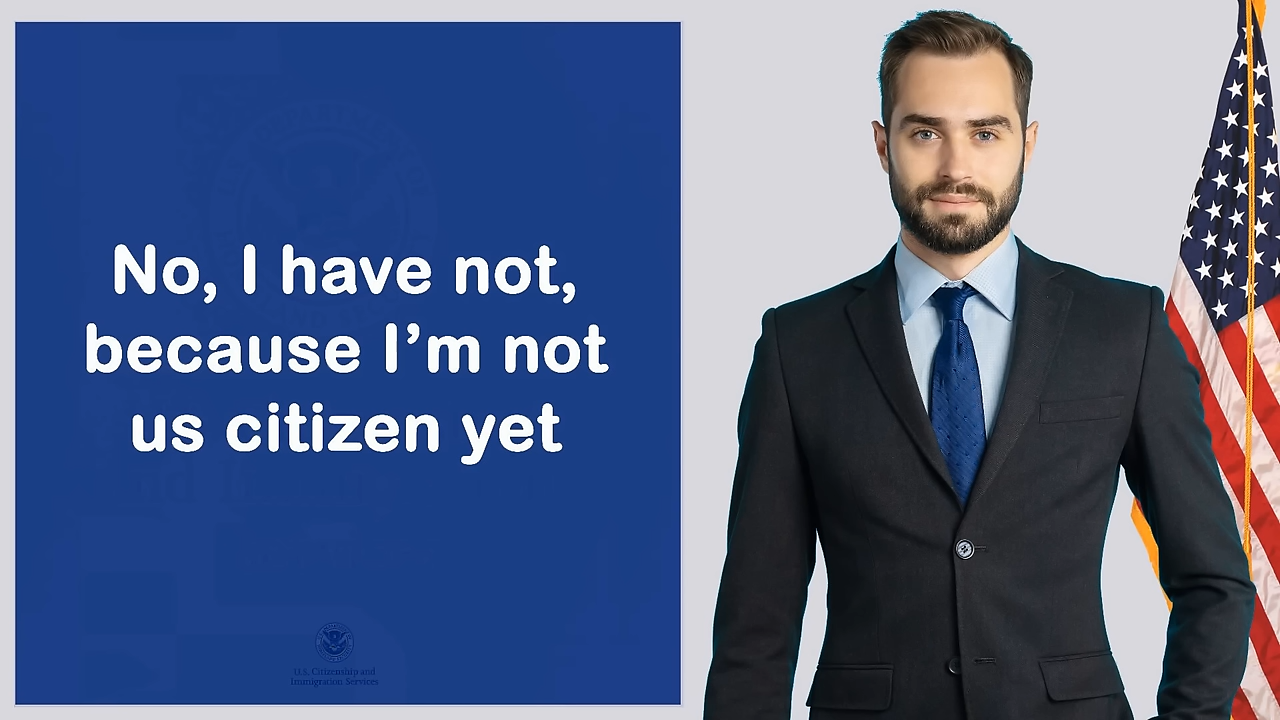 No, I have not,
because I’m not
us citizen yet
U.S. Citizenship and
Immigration Services